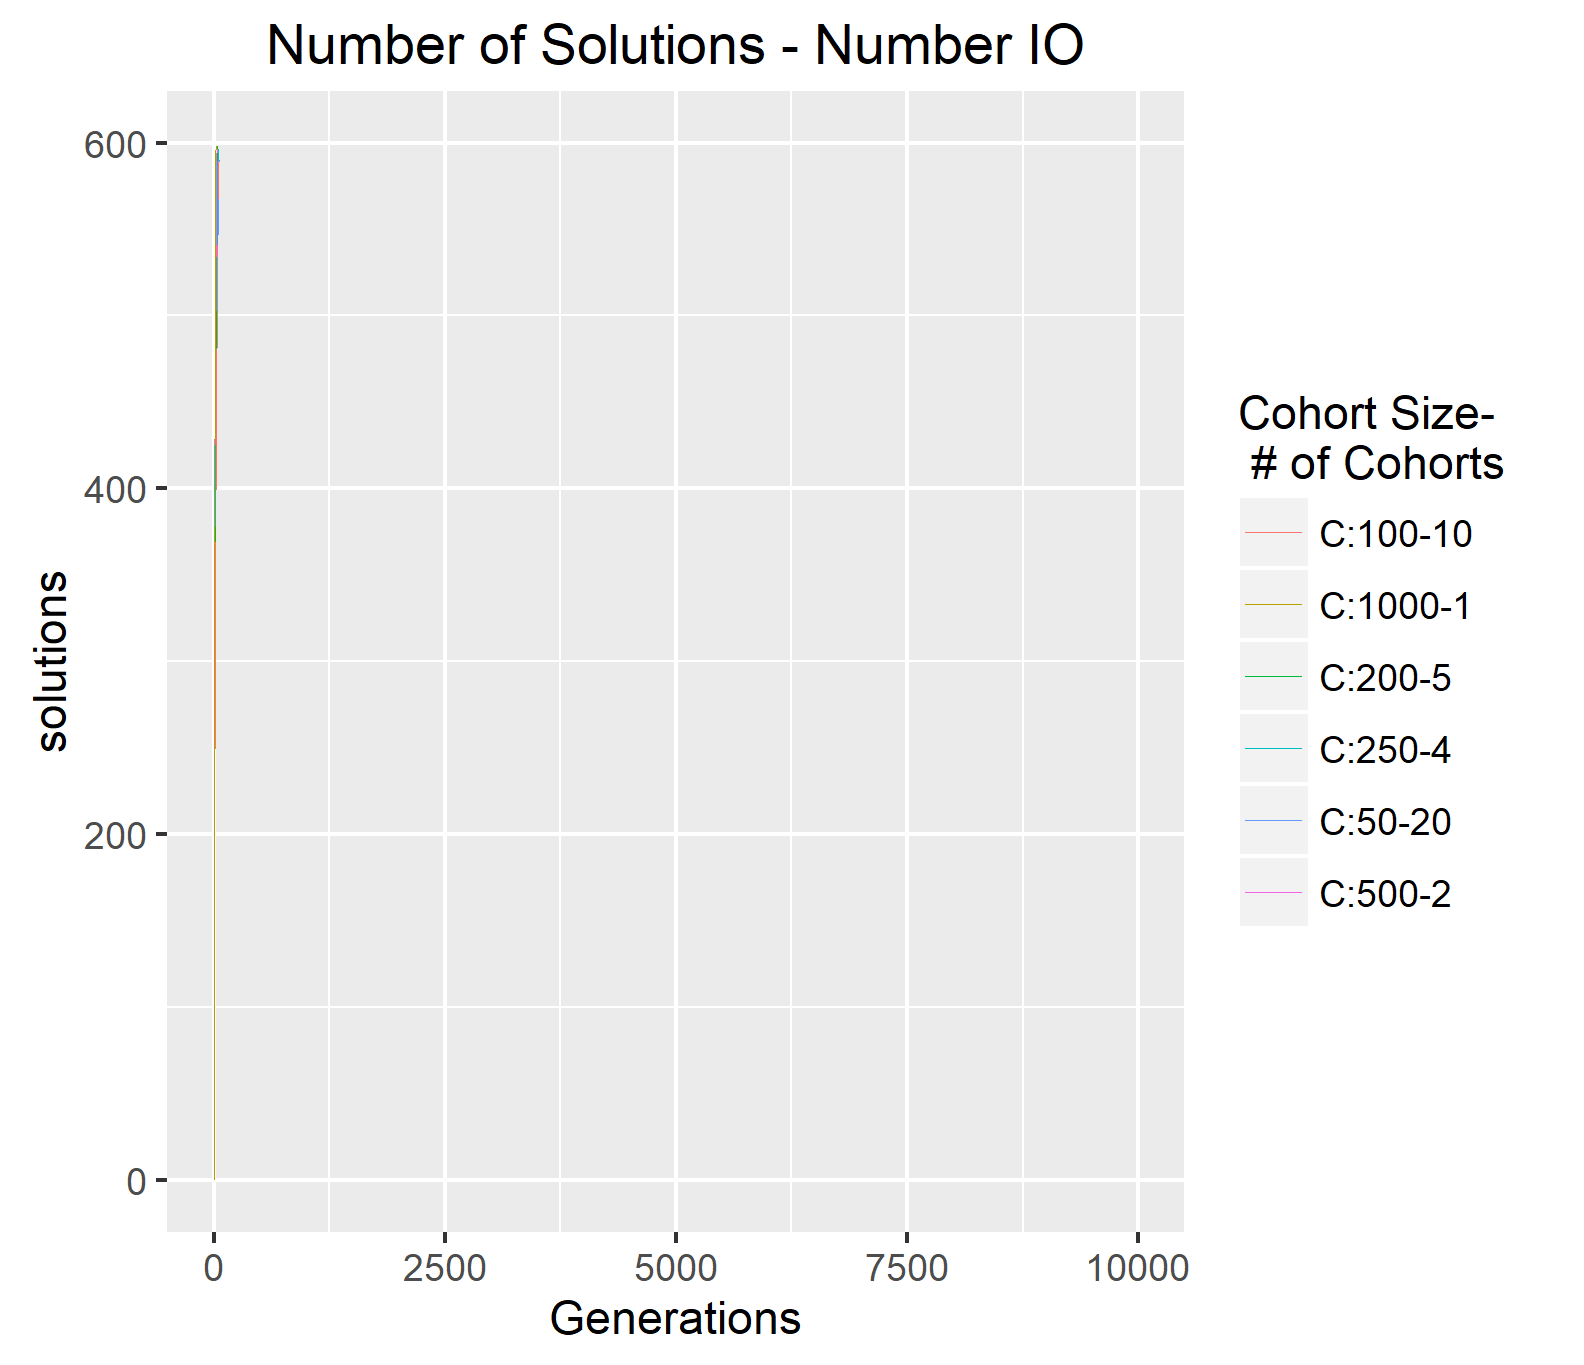 Number of Solutions - Number IO
600
400
200
0
solutions
0
2500
5000
7500
10000
Generations
Cohort Size-
# of Cohorts
C:100-10
C:1000-1
C:200-5
C:250-4
C:50-20
C:500-2